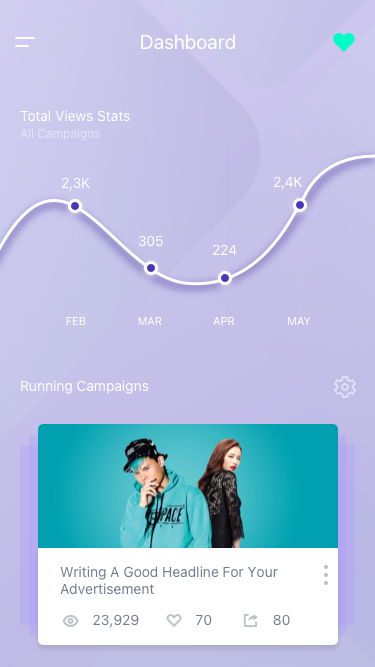 Dashboard
Total Views Stats
All Campaigns
2,3K
305
224
2,4K
FEB
MAR
APR
MAY
Running Campaigns
Writing A Good Headline For Your
Advertisement
23,929
70
80